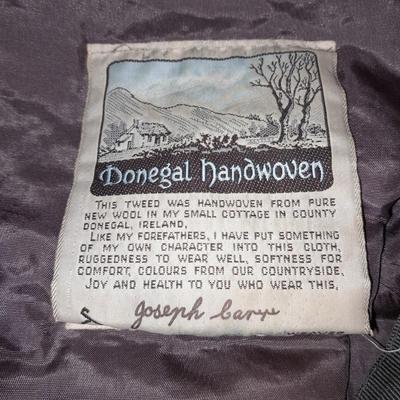 Donegal handwoven
THIS TWEED WAS HANDWOVEN FROM PURE
NEW WOOL IN MY SMALL COTTAGE IN COUNTY
DONEGAL, IRELAND.
LIKE MY FOREFATHERS, I HAVE PUT SOMETHING
OF MY OWN CHARACTER INTO THIS CLOTH,
RUGGEDNESS TO WEAR WELL, SOFTNESS FOR
COMFORT, COLOURS FROM OUR COUNTRYSIDE.
JOY AND HEALTH TO YOU WHO WEAR THIS.
Joseph
WEAVER